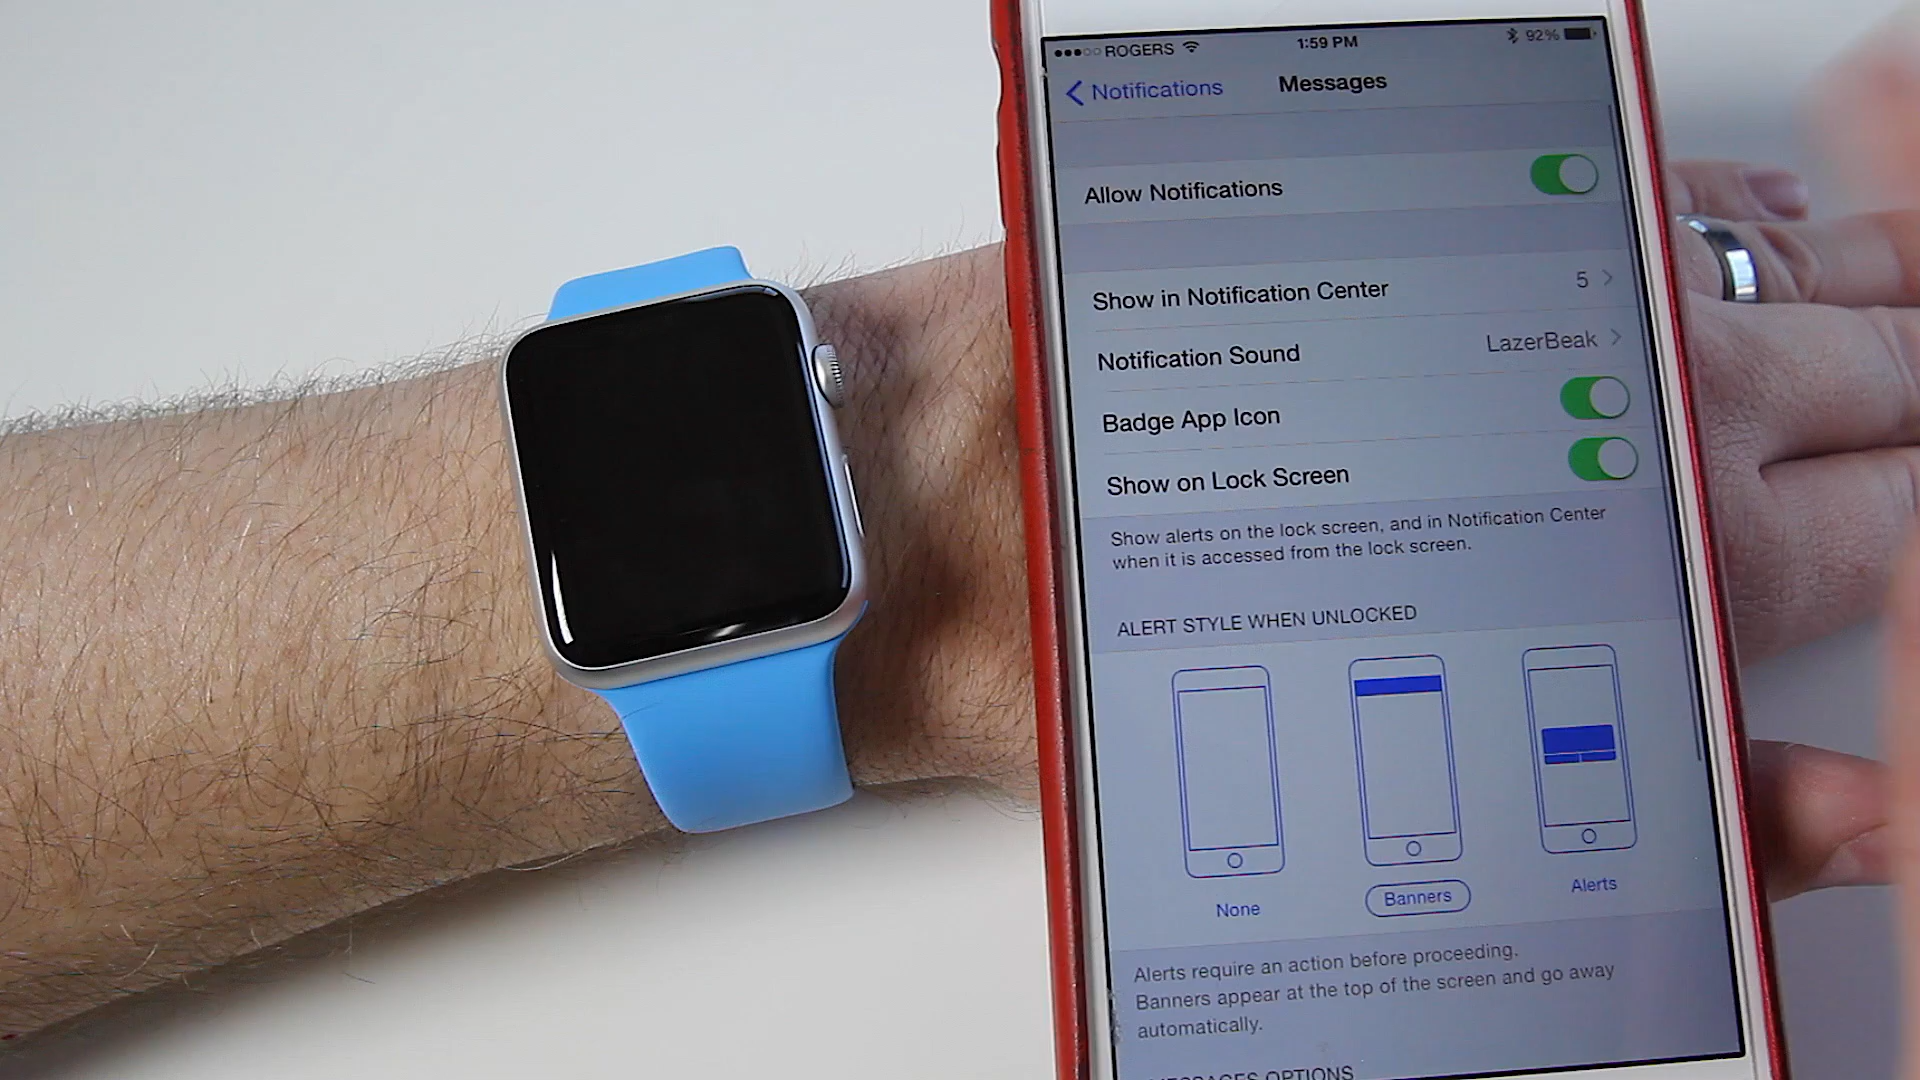 ROGERS 1:59 PM 92%
Notifications Messages
Allow Notifications
Show in Notification Center 5
Notification Sound LazerBeak
Badge App Icon
Show on Lock Screen
Show alerts on the lock screen, and in Notification Center
when it is accessed from the lock screen.
ALERT STYLE WHEN UNLOCKED
None Banners Alerts
Alerts require an action before proceeding.
Banners appear at the top of the screen and go away
automatically.
MESSAGES OPTIONS